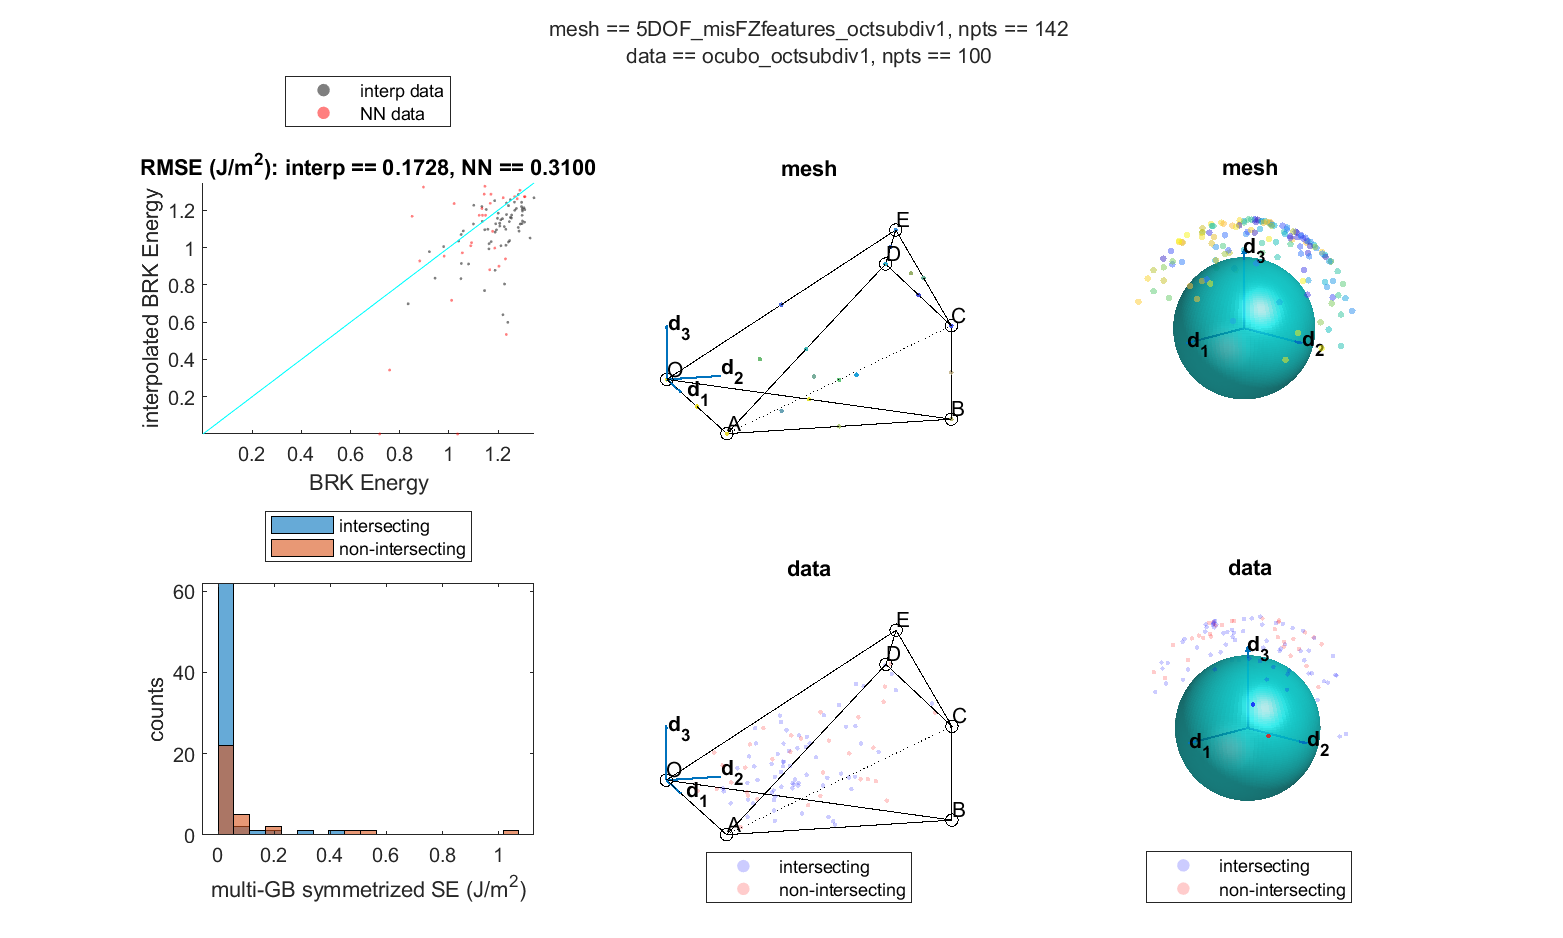 mesh == 5DOF_misFZfeatures_octsubdiv1, npts == 142
data == ocubo_octsubdiv1, npts == 100
interp data
NN data
RMSE (J/m²): interp == 0.1728, NN == 0.3100
interpolated BRK Energy
1.2
1
0.8
0.6
0.4
0.2
0.2 0.4 0.6 0.8 1 1.2
BRK Energy
mesh
E
D
C
d₃
O
d₂
d₁
A
B
mesh
d₃
d₁
d₂
intersecting
non-intersecting
counts
60
40
20
0
0 0.2 0.4 0.6 0.8 1
multi-GB symmetrized SE (J/m²)
data
E
D
C
d₃
O
d₂
d₁
A
B
intersecting
non-intersecting
data
d₃
d₁
d₂
intersecting
non-intersecting